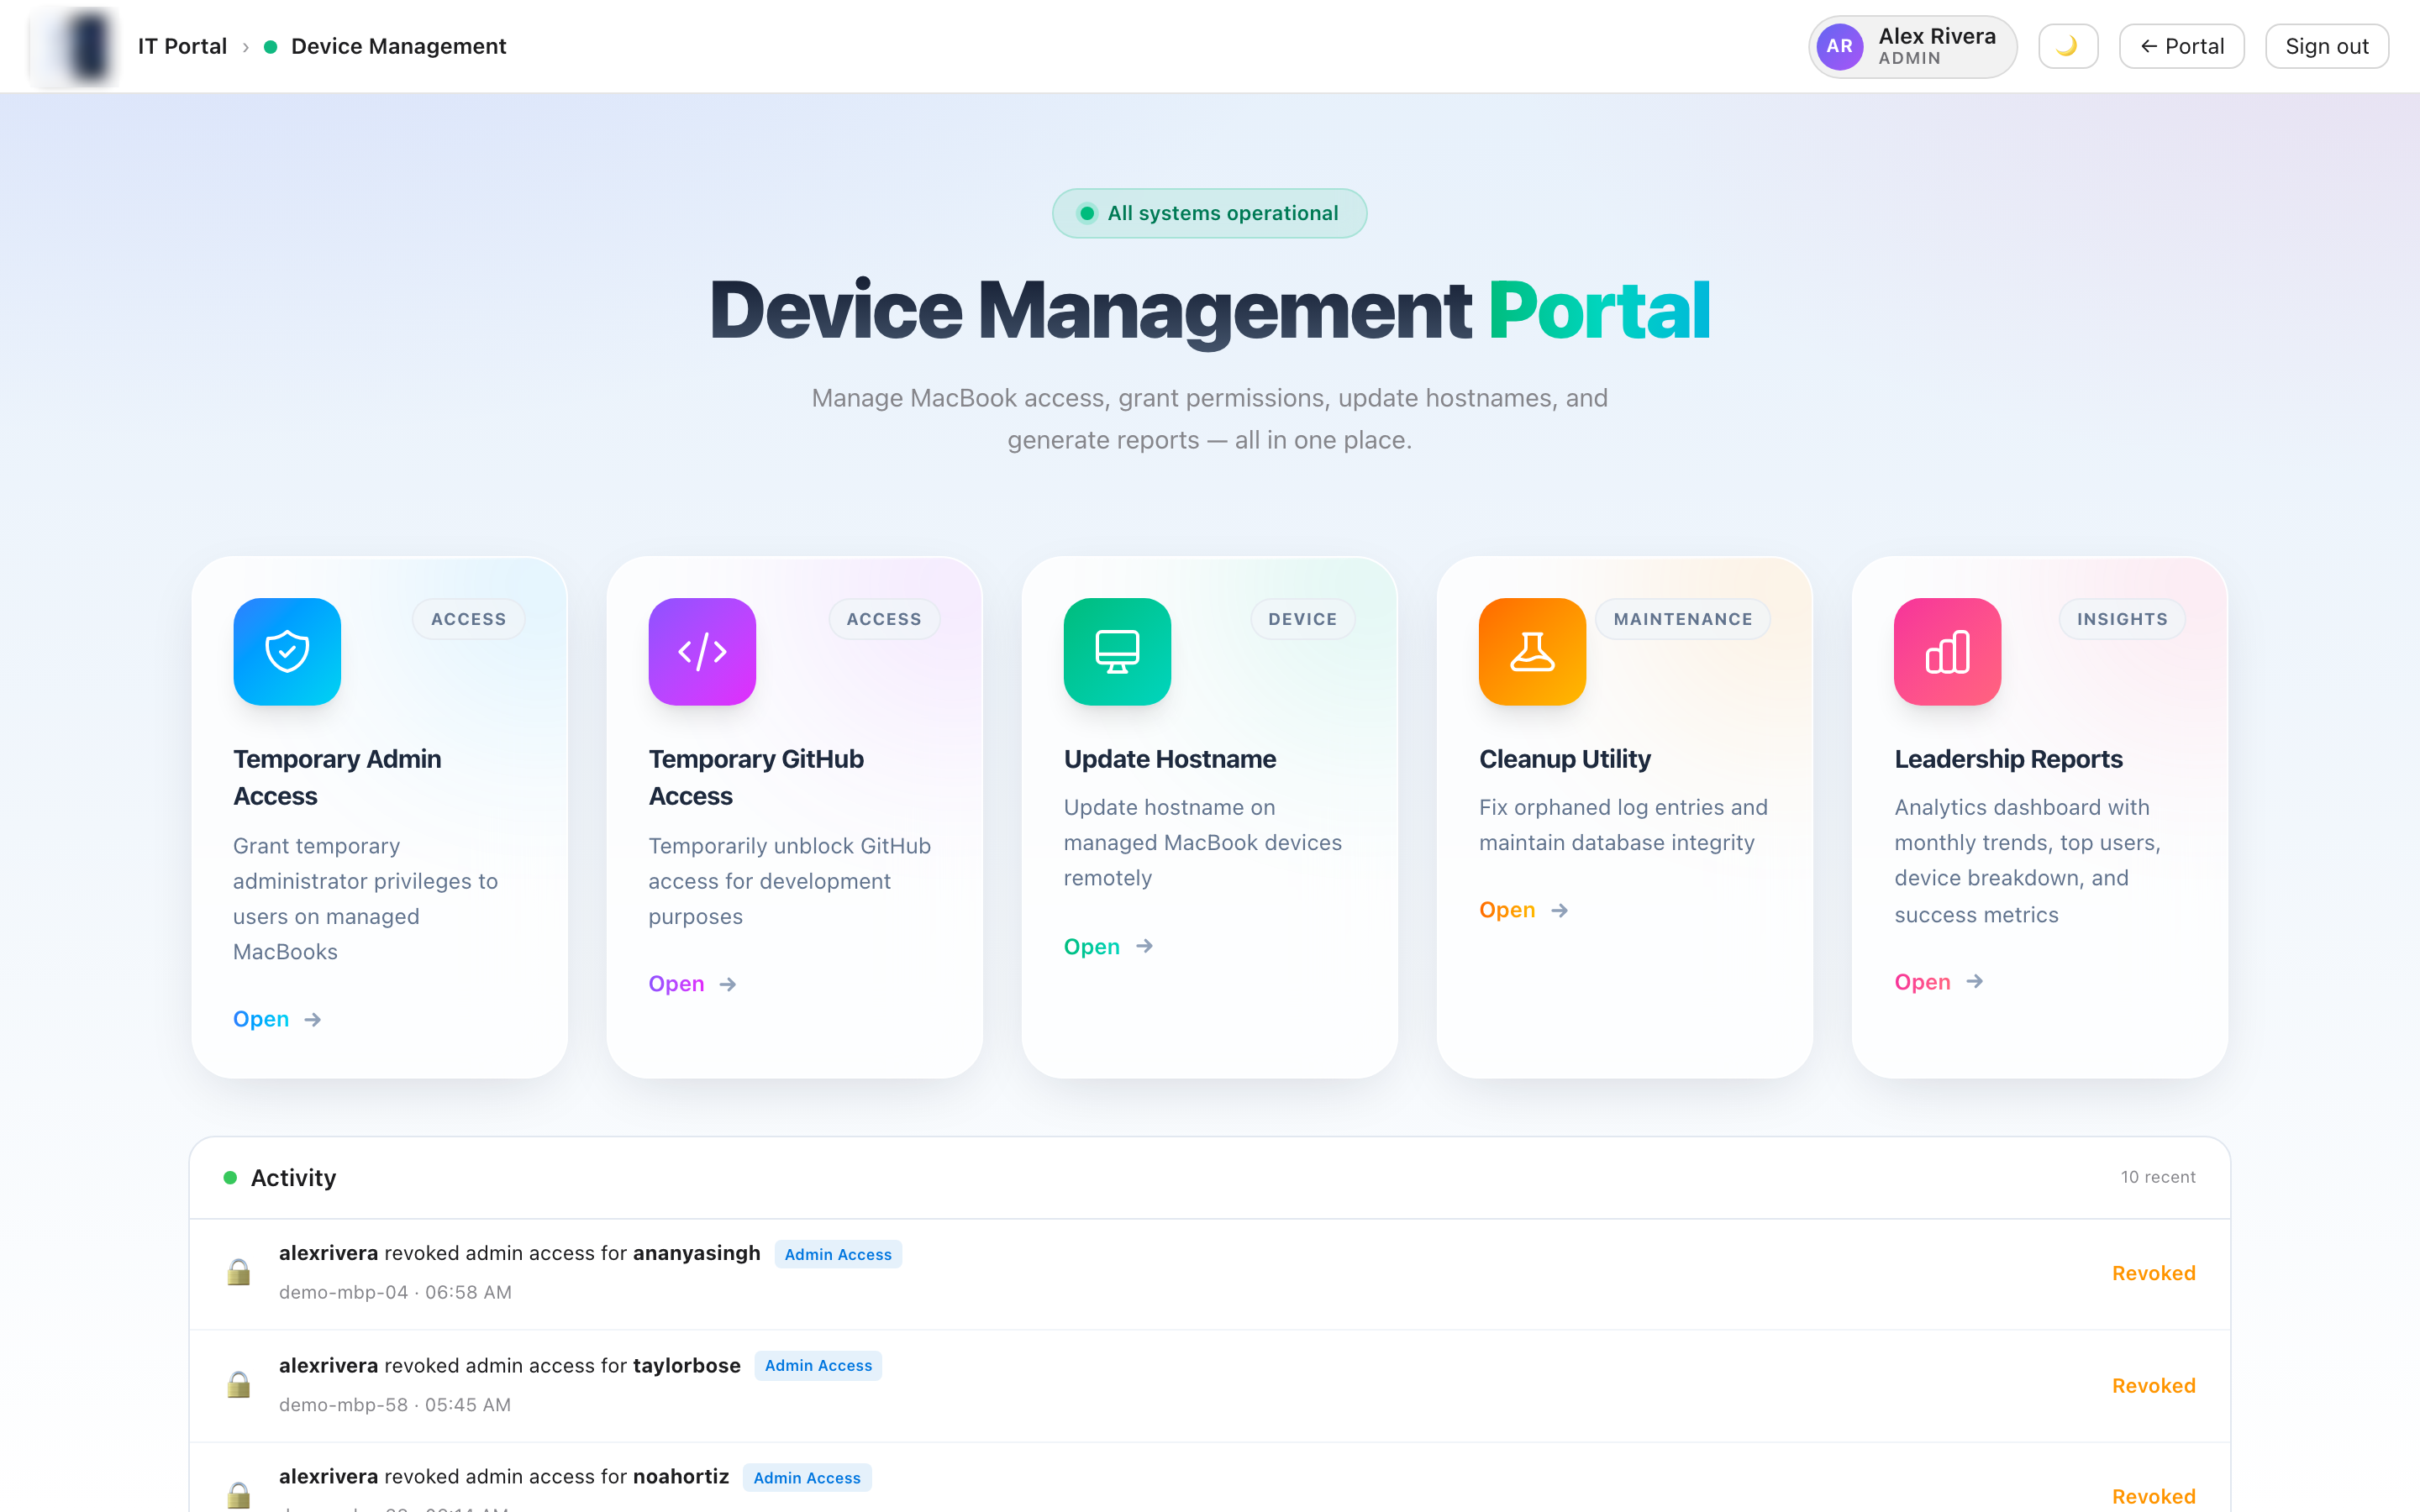 IT Portal › Device Management
AR
Alex Rivera
ADMIN
← Portal
Sign out
All systems operational
Device Management Portal
Manage MacBook access, grant permissions, update hostnames, and
generate reports — all in one place.
ACCESS
Temporary Admin
Access
Grant temporary
administrator privileges to
users on managed
MacBooks
Open →
ACCESS
Temporary GitHub
Access
Temporarily unblock GitHub
access for development
purposes
Open →
DEVICE
Update Hostname
Update hostname on
managed MacBook devices
remotely
Open →
MAINTENANCE
Cleanup Utility
Fix orphaned log entries and
maintain database integrity
Open →
INSIGHTS
Leadership Reports
Analytics dashboard with
monthly trends, top users,
device breakdown, and
success metrics
Open →
Activity
10 recent
alexrivera revoked admin access for ananyasingh Admin Access
demo-mbp-04 · 06:58 AM
Revoked
alexrivera revoked admin access for taylorbose Admin Access
demo-mbp-58 · 05:45 AM
Revoked
alexrivera revoked admin access for noahortiz Admin Access
Revoked